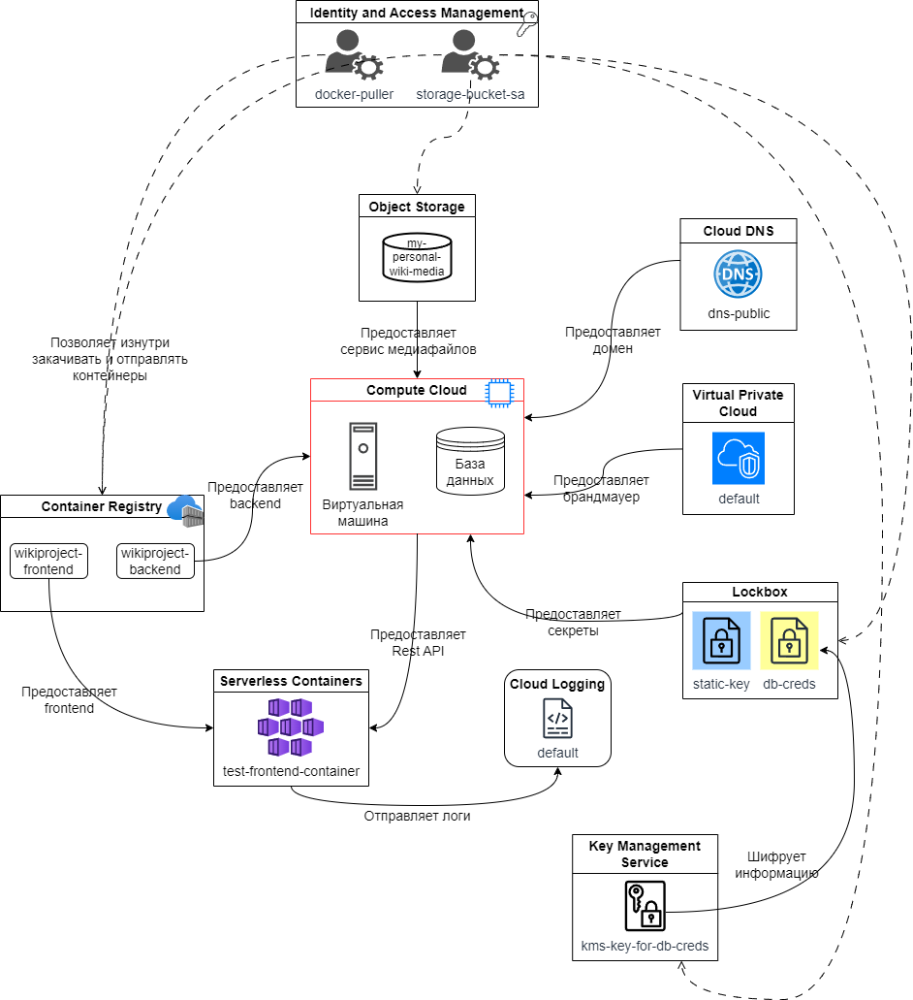 Identity and Access Management
docker-puller
storage-bucket-sa
Object Storage
my-
personal-
wiki-media
Cloud DNS
DNS
dns-public
Предоставляет
сервис медиафайлов
Предоставляет
домен
Позволяет изнутри
закачивать и отправлять
контейнеры
Compute Cloud
Виртуальная
машина
База
данных
Virtual Private
Cloud
default
Предоставляет
брандмауер
Предоставляет
backend
Container Registry
wikiproject-
frontend
wikiproject-
backend
Предоставляет
секреты
Lockbox
static-key
db-creds
Предоставляет
Rest API
Предоставляет
frontend
Serverless Containers
test-frontend-container
Cloud Logging
default
Отправляет логи
Шифрует
информацию
Key Management
Service
kms-key-for-db-creds